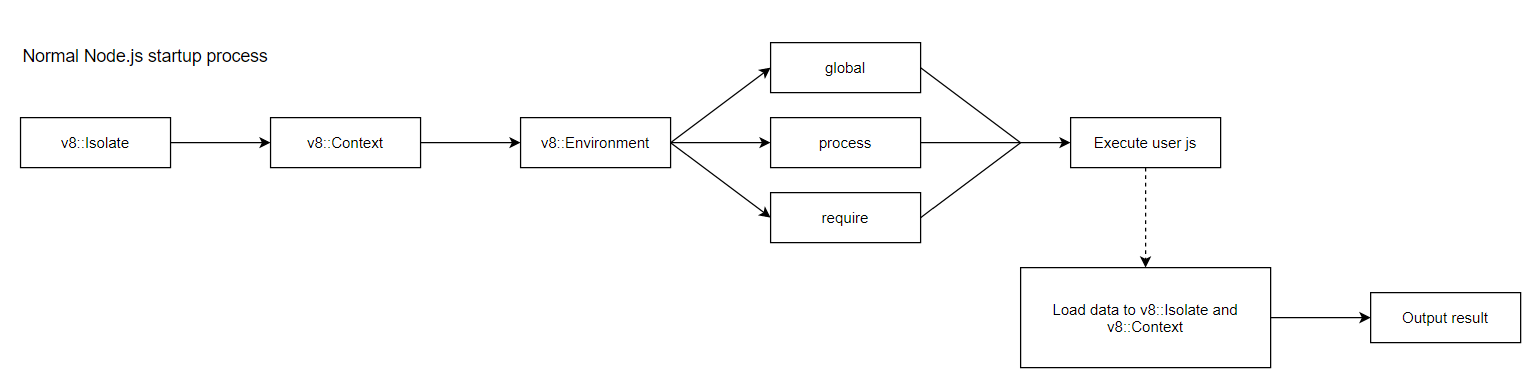 Normal Node.js startup process
global
v8::Isolate
v8::Context
v8::Environment
process
Execute user js
require
Load data to v8::Isolate and
v8::Context
Output result